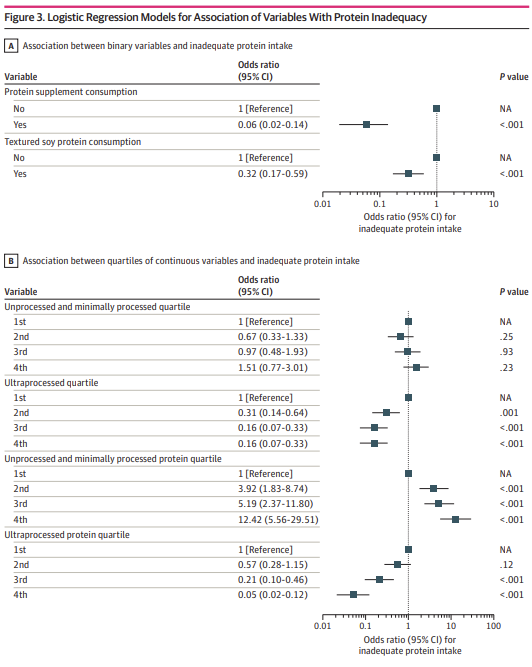 Figure 3. Logistic Regression Models for Association of Variables With Protein Inadequacy
A Association between binary variables and inadequate protein intake
Variable Odds ratio (95% CI) P value
Protein supplement consumption
No 1 [Reference] NA
Yes 0.06 (0.02-0.14) <.001
Textured soy protein consumption
No 1 [Reference] NA
Yes 0.32 (0.17-0.59) <.001
0.01 0.1 1 10
Odds ratio (95% CI) for
inadequate protein intake
B Association between quartiles of continuous variables and inadequate protein intake
Variable Odds ratio (95% CI) P value
Unprocessed and minimally processed quartile
1st 1 [Reference] NA
2nd 0.67 (0.33-1.33) .25
3rd 0.97 (0.48-1.93) .93
4th 1.51 (0.77-3.01) .23
Ultraprocessed quartile
1st 1 [Reference] NA
2nd 0.31 (0.14-0.64) .001
3rd 0.16 (0.07-0.33) <.001
4th 0.16 (0.07-0.33) <.001
Unprocessed and minimally processed protein quartile
1st 1 [Reference] NA
2nd 3.92 (1.83-8.74) <.001
3rd 5.19 (2.37-11.80) <.001
4th 12.42 (5.56-29.51) <.001
Ultraprocessed protein quartile
1st 1 [Reference] NA
2nd 0.57 (0.28-1.15) .12
3rd 0.21 (0.10-0.46) <.001
4th 0.05 (0.02-0.12) <.001
0.01 0.1 1 10 100
Odds ratio (95% CI) for
inadequate protein intake